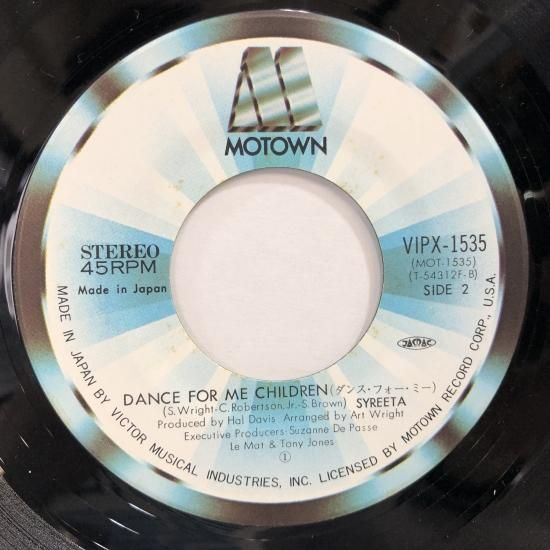 MOTOWN
STEREO
45RPM
Made in Japan
VIPX-1535
(MOT-1535)
(T-54312F-B)
SIDE 2
JASRAC
DANCE FOR ME CHILDREN(ダンス・フォー・ミー)
(S.Wright-C.Robertson,Jr.-S.Brown) SYREETA
Produced by Hal Davis Arranged by Art Wright
Executive Producers:Suzanne De Passe
Le Mat & Tony Jones
①
MADE IN JAPAN BY VICTOR MUSICAL INDUSTRIES, INC. LICENSED BY MOTOWN RECORD CORP., U.S.A.